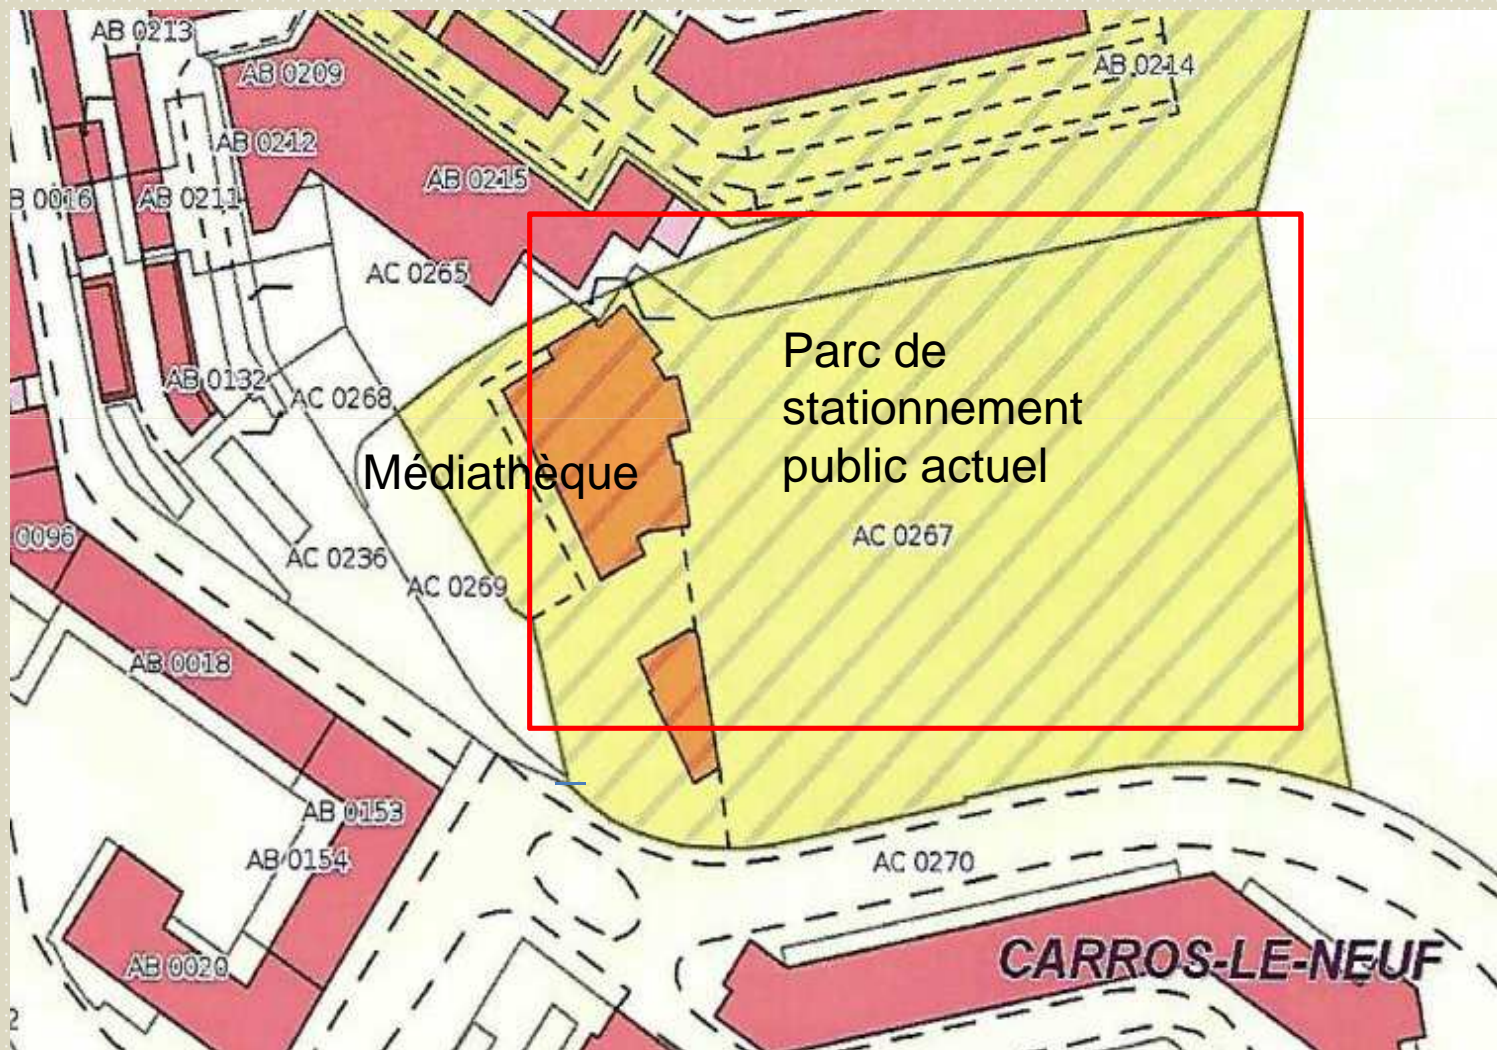 AB 0213
AB 0209
AB 0214
AB 0212
AB 0215
B 0016
AB 0211
AC 0265
Parc de
stationnement
public actuel
AB 0132
AC 0268
Médiathèque
0096
AC 0267
AC 0236
AC 0269
AB 0018
AB 0153
AB 0154
AC 0270
AB 0020
CARROS-LE-NEUF
2